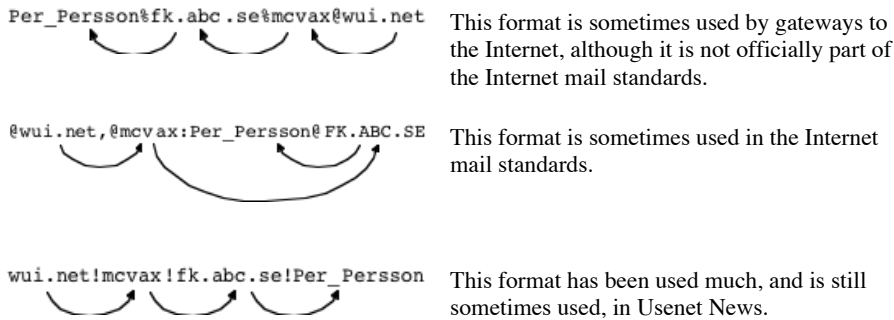 Per_Persson%fk.abc.se%mcvax@wui.net
This format is sometimes used by gateways to
the Internet, although it is not officially part of
the Internet mail standards.
@wui.net,@mcvax:Per_Persson@FK.ABC.SE
This format is sometimes used in the Internet
mail standards.
wui.net!mcvax!fk.abc.se!Per_Persson
This format has been used much, and is still
sometimes used, in Usenet News.